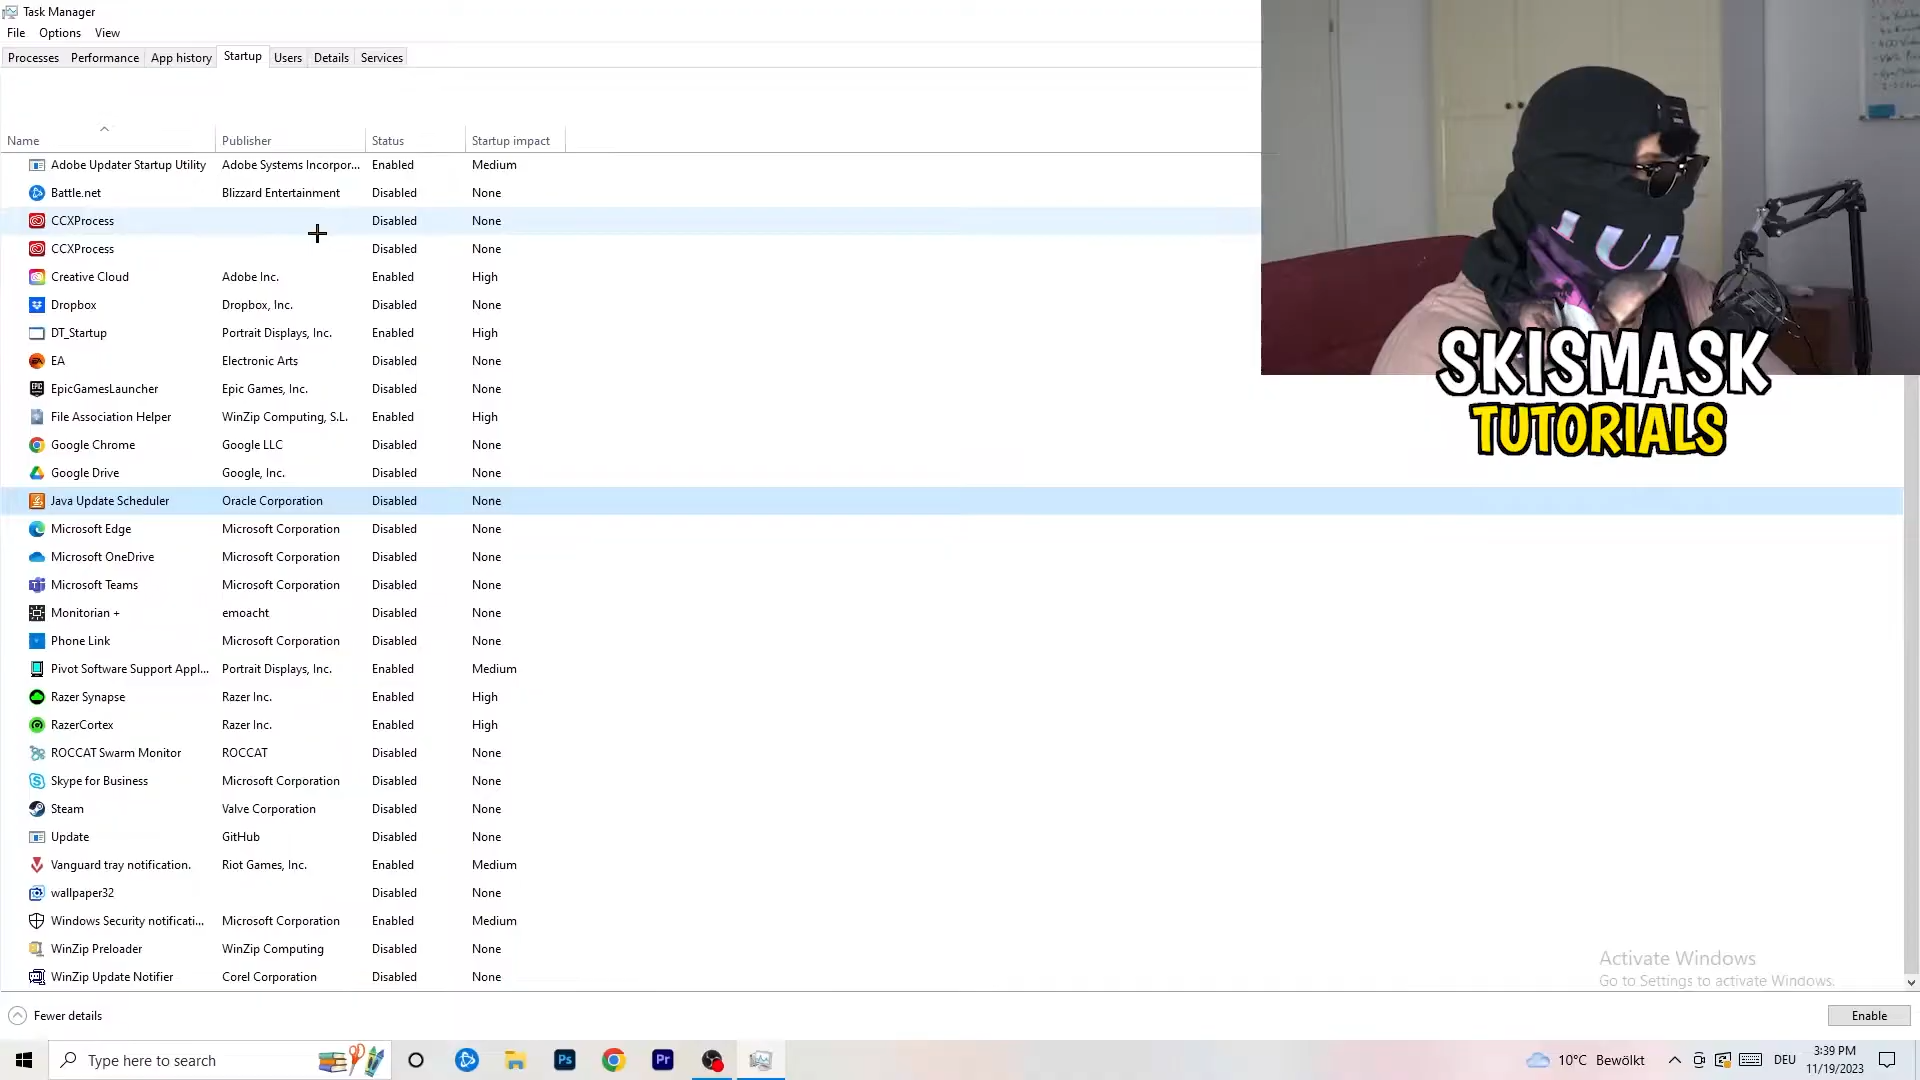 Task Manager
File Options View
Processes Performance App history Startup Users Details Services
Name Publisher Status Startup impact
Adobe Updater Startup Utility Adobe Systems Incorpor... Enabled Medium
Battle.net Blizzard Entertainment Disabled None
CCXProcess Disabled None
CCXProcess Disabled None
Creative Cloud Adobe Inc. Enabled High
Dropbox Dropbox, Inc. Disabled None
DT_Startup Portrait Displays, Inc. Enabled High
EA Electronic Arts Disabled None
EpicGamesLauncher Epic Games, Inc. Disabled None
File Association Helper WinZip Computing, S.L. Enabled High
Google Chrome Google LLC Disabled None
Google Drive Google, Inc. Disabled None
Java Update Scheduler Oracle Corporation Disabled None
Microsoft Edge Microsoft Corporation Disabled None
Microsoft OneDrive Microsoft Corporation Disabled None
Microsoft Teams Microsoft Corporation Disabled None
Monitorian + emoacht Disabled None
Phone Link Microsoft Corporation Disabled None
Pivot Software Support Appl... Portrait Displays, Inc. Enabled Medium
Razer Synapse Razer Inc. Enabled High
RazerCortex Razer Inc. Enabled High
ROCCAT Swarm Monitor ROCCAT Disabled None
Skype for Business Microsoft Corporation Disabled None
Steam Valve Corporation Disabled None
Update GitHub Disabled None
Vanguard tray notification. Riot Games, Inc. Enabled Medium
wallpaper32 Disabled None
Windows Security notificati... Microsoft Corporation Enabled Medium
WinZip Preloader WinZip Computing Disabled None
WinZip Update Notifier Corel Corporation Disabled None
SKISMASK
TUTORIALS
Activate Windows
Go to Settings to activate Windows.
Fewer details
Enable
Type here to search
Ps
Pr
10°C Bewölkt
DEU
3:39 PM
11/19/2023